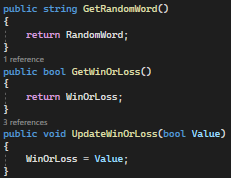 public string GetRandomWord()
{
return RandomWord;
}
1 reference
public bool GetWinOrLoss()
{
return WinOrLoss;
}
3 references
public void UpdateWinOrLoss(bool Value)
{
WinOrLoss = Value;
}